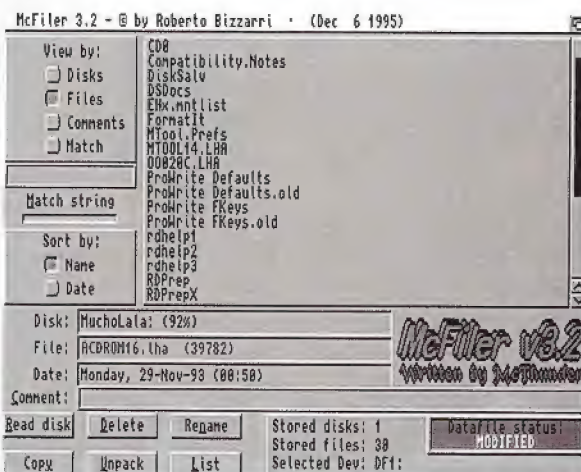 McFiler 3.2 - © by Roberto Bizzarri · (Dec 6 1995)
View by:
Disks
Files
Comments
Match
Match string
Sort by:
Name
Date
CD0
Compatibility.Notes
DiskSalv
DSDocs
EHx.mntlist
FormatIt
MTool.Prefs
MTOOL14.LHA
OO820C.LHA
ProWrite Defaults
ProWrite Defaults.old
ProWrite FKeys
ProWrite FKeys.old
rdhelp1
rdhelp2
rdhelp3
RDPrep
RDPrepX
Disk: MuchoLala: (92%)
File: ACDROM16.lha (39782)
Date: Monday, 29-Nov-93 (00:50)
Comment:
McFiler v3.2
Written by McThunder
Read disk Delete Rename
Copy Unpack List
Stored disks: 1
Stored files: 38
Selected Dev: DF1:
Datafile status:
MODIFIED